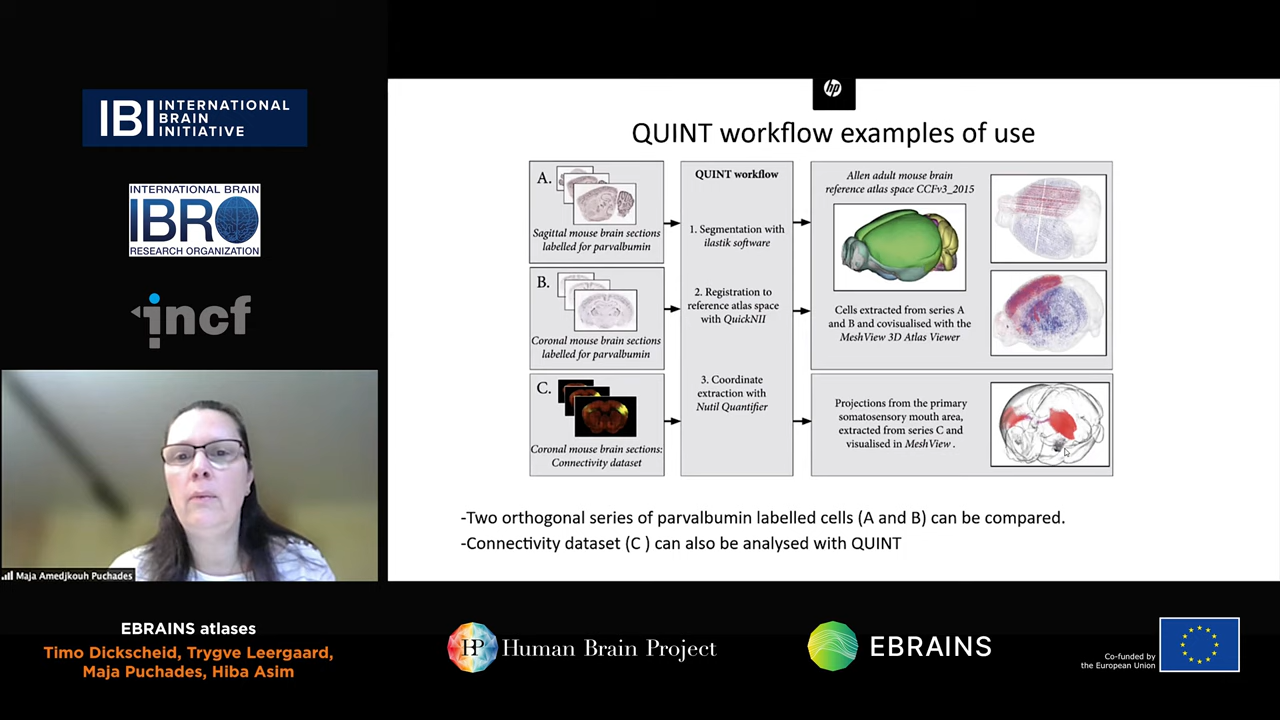 IBI INTERNATIONAL
BRAIN
INITIATIVE
INTERNATIONAL BRAIN
IBRO
RESEARCH ORGANIZATION
incf
Maja Amedjkouh Puchades
hp
QUINT workflow examples of use
A.
Sagittal mouse brain sections
labelled for parvalbumin
B.
Coronal mouse brain sections
labelled for parvalbumin
C.
Coronal mouse brain sections:
Connectivity dataset
QUINT workflow
1. Segmentation with
ilastik software
2. Registration to
reference atlas space
with QuickNII
3. Coordinate
extraction with
Nutil Quantifier
Allen adult mouse brain
reference atlas space CCFv3_2015
Cells extracted from series A
and B and covisualised with the
MeshView 3D Atlas Viewer
Projections from the primary
somatosensory mouth area,
extracted from series C and
visualised in MeshView .
-Two orthogonal series of parvalbumin labelled cells (A and B) can be compared.
-Connectivity dataset (C ) can also be analysed with QUINT
EBRAINS atlases
Timo Dickscheid, Trygve Leergaard,
Maja Puchades, Hiba Asim
HBP Human Brain Project
EBRAINS
Co-funded by
the European Union